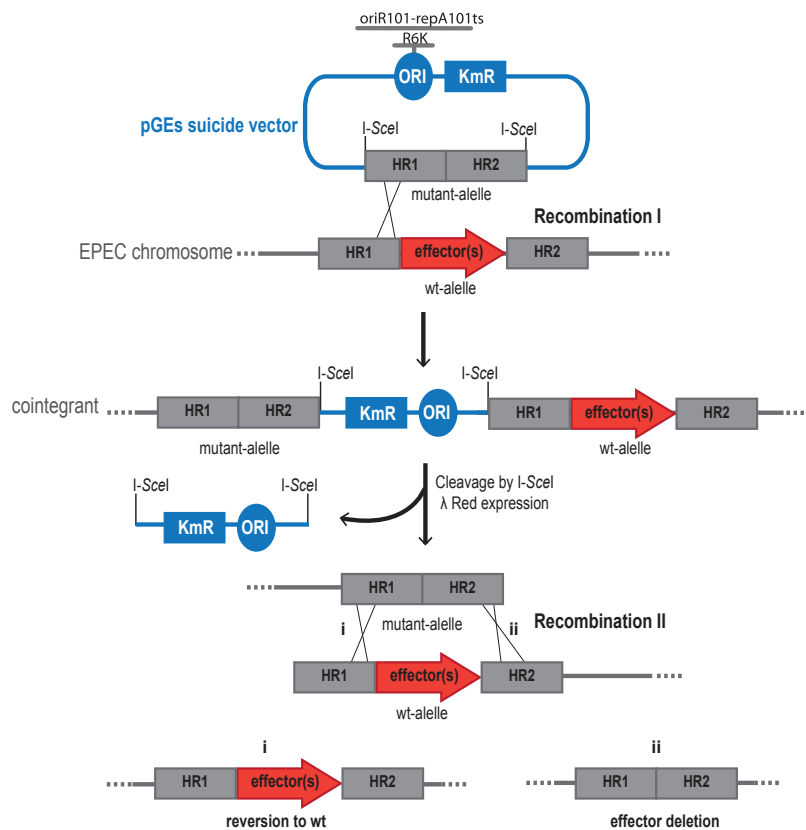 oriR101-repA101ts
R6K
ORI KmR
pGEs suicide vector
I-SceI I-SceI
HR1 HR2
mutant-alelle
Recombination I
EPEC chromosome
HR1 effector(s) HR2
wt-alelle
I-SceI I-SceI
cointegrant
HR1 HR2 KmR ORI HR1 effector(s) HR2
mutant-alelle wt-alelle
Cleavage by I-SceI
λ Red expression
I-SceI I-SceI
KmR ORI
HR1 HR2
mutant-alelle
Recombination II
i ii
HR1 effector(s) HR2
wt-alelle
i ii
HR1 effector(s) HR2 HR1 HR2
reversion to wt effector deletion